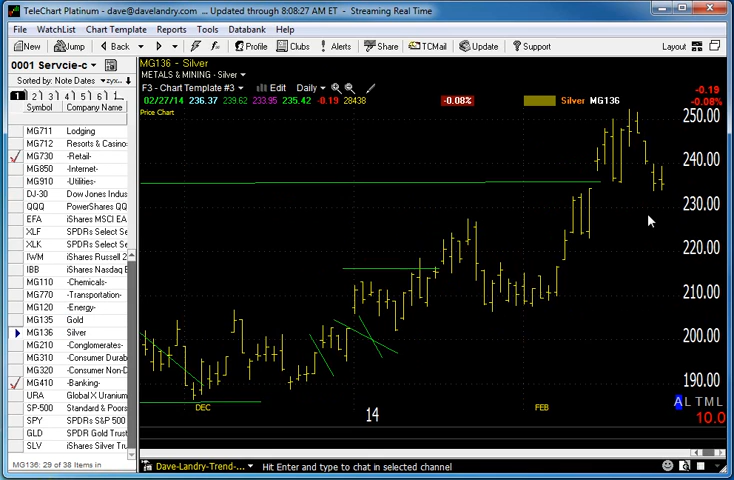 TeleChart Platinum - dave@davelandry.com ... Updated through 8:08:27 AM ET - Streaming Real Time
File WatchList Chart Template Reports Tools Databank Help
New Jump Back Profile Clubs Alerts Share TCMail Update Support Layout
0001 Servcie-c
Sorted by: Note Dates
1 2 3 4 5
Symbol Company Name
MG711 Lodging
MG712 Resorts & Casino
MG730 -Retail-
MG850 -Internet-
MG910 -Utilities-
DJ-30 Dow Jones Indus
QQQ PowerShares QQ
EFA iShares MSCI EA
XLF SPDRs Select Se
XLK SPDRs Select Se
IWM iShares Russell 2
IBB iShares Nasdaq E
MG110 -Chemicals-
MG770 -Transportation-
MG120 -Energy-
MG135 Gold
MG136 Silver
MG210 -Conglomerates-
MG310 -Consumer Durab
MG320 -Consumer Non-D
MG410 -Banking-
URA Global X Uranium
SP-500 Standard & Poors
SPY SPDRs S&P 500
GLD SPDR Gold Trust
SLV iShares Silver Tru
MG136: 29 of 38 Items in
MG136 - Silver
METALS & MINING - Silver
F3 - Chart Template #3 Edit Daily
02/27/14 236.37 239.62 233.95 235.42 -0.19 28438 -0.08% Silver MG136
-0.19
-0.08%
Price Chart
250.00
240.00
230.00
220.00
210.00
200.00
190.00
A L T M L
10.0
DEC 14 FEB
Dave-Landry-Trend-... Hit Enter and type to chat in selected channel